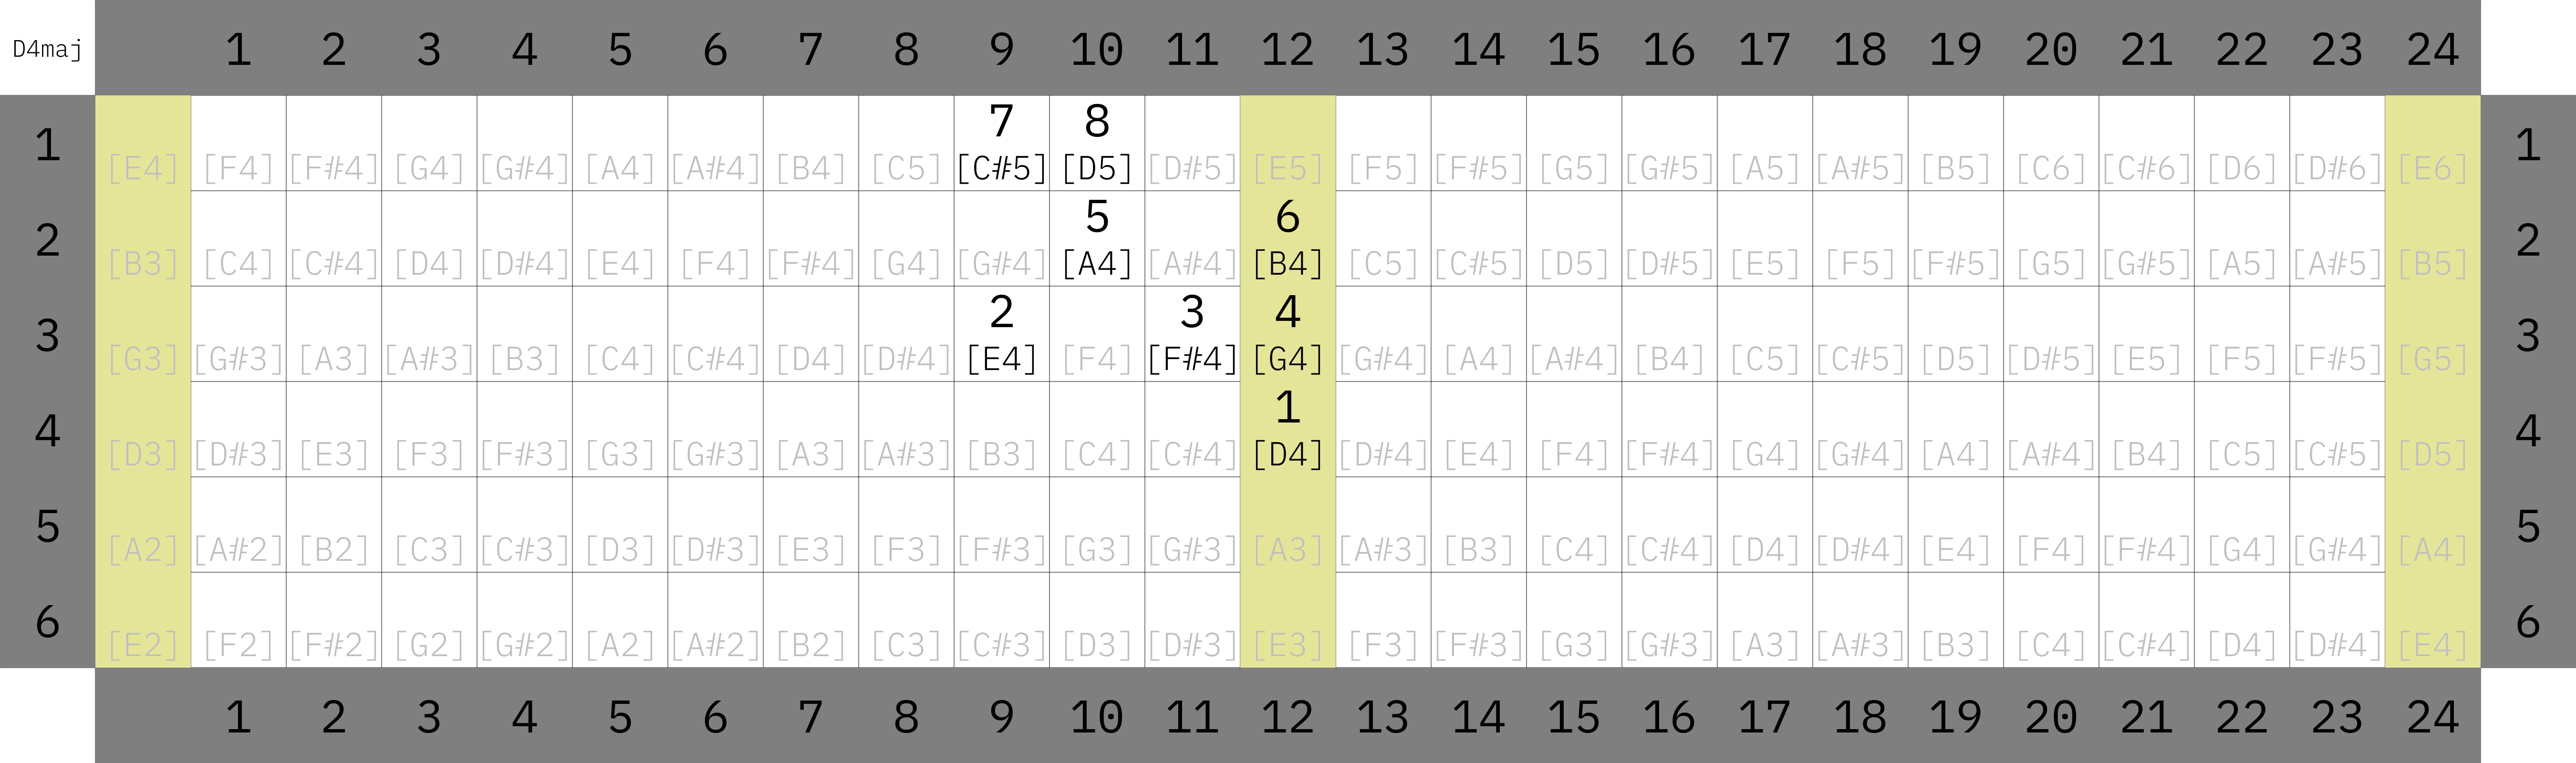 D4maj 1 2 3 4 5 6 7 8 9 10 11 12 13 14 15 16 17 18 19 20 21 22 23 24
7 8
1 [E4] [F4] [F#4] [G4] [G#4] [A4] [A#4] [B4] [C5] [C#5] [D5] [D#5] [E5] [F5] [F#5] [G5] [G#5] [A5] [A#5] [B5] [C6] [C#6] [D6] [D#6] [E6] 1
5 6
2 [B3] [C4] [C#4] [D4] [D#4] [E4] [F4] [F#4] [G4] [G#4] [A4] [A#4] [B4] [C5] [C#5] [D5] [D#5] [E5] [F5] [F#5] [G5] [G#5] [A5] [A#5] [B5] 2
2 3 4
3 [G3] [G#3] [A3] [A#3] [B3] [C4] [C#4] [D4] [D#4] [E4] [F4] [F#4] [G4] [G#4] [A4] [A#4] [B4] [C5] [C#5] [D5] [D#5] [E5] [F5] [F#5] [G5] 3
1
4 [D3] [D#3] [E3] [F3] [F#3] [G3] [G#3] [A3] [A#3] [B3] [C4] [C#4] [D4] [D#4] [E4] [F4] [F#4] [G4] [G#4] [A4] [A#4] [B4] [C5] [C#5] [D5] 4
5 [A2] [A#2] [B2] [C3] [C#3] [D3] [D#3] [E3] [F3] [F#3] [G3] [G#3] [A3] [A#3] [B3] [C4] [C#4] [D4] [D#4] [E4] [F4] [F#4] [G4] [G#4] [A4] 5
6 [E2] [F2] [F#2] [G2] [G#2] [A2] [A#2] [B2] [C3] [C#3] [D3] [D#3] [E3] [F3] [F#3] [G3] [G#3] [A3] [A#3] [B3] [C4] [C#4] [D4] [D#4] [E4] 6
1 2 3 4 5 6 7 8 9 10 11 12 13 14 15 16 17 18 19 20 21 22 23 24